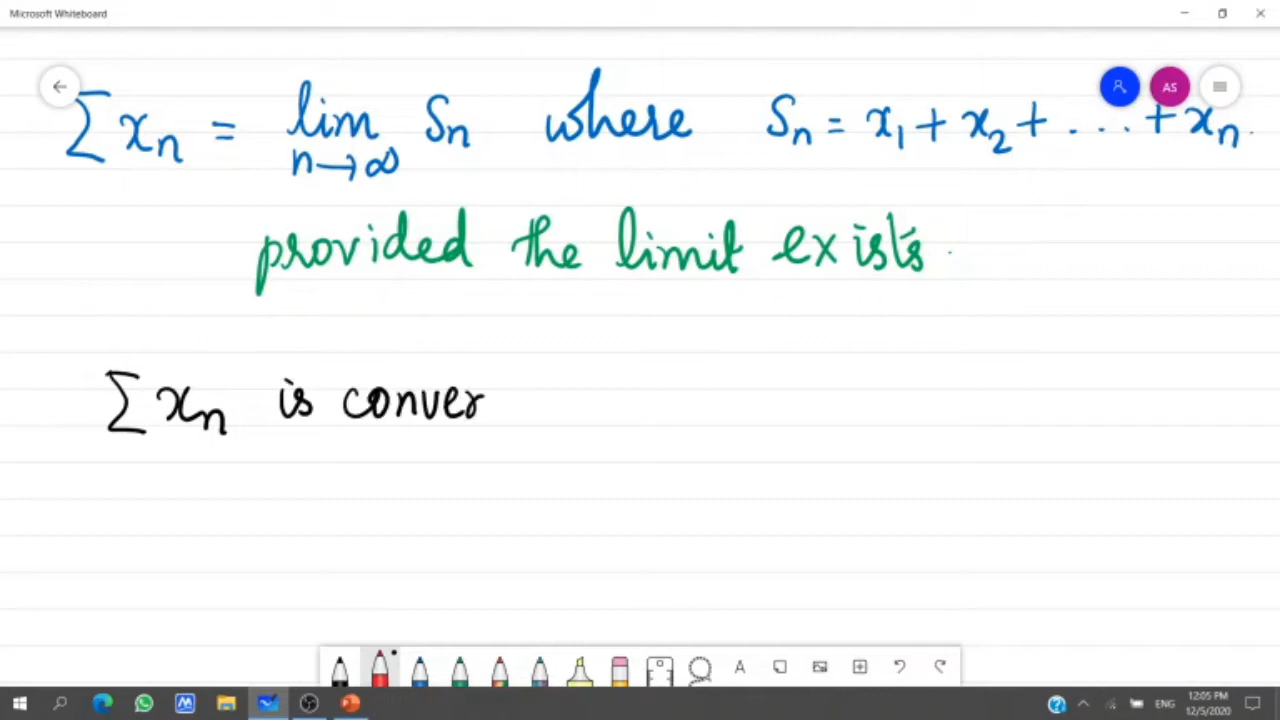 Microsoft Whiteboard
AS
∑ xₙ = lim Sₙ where Sₙ = x₁ + x₂ + ... + xₙ.
n→∞
provided the limit exists.
∑ xₙ is conver
A
ENG
12:05 PM
12/5/2020